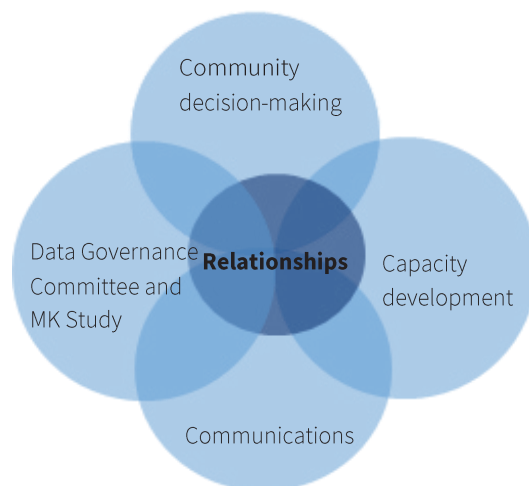 Community
decision-making
Data Governance
Committee and
MK Study
Relationships
Capacity
development
Communications